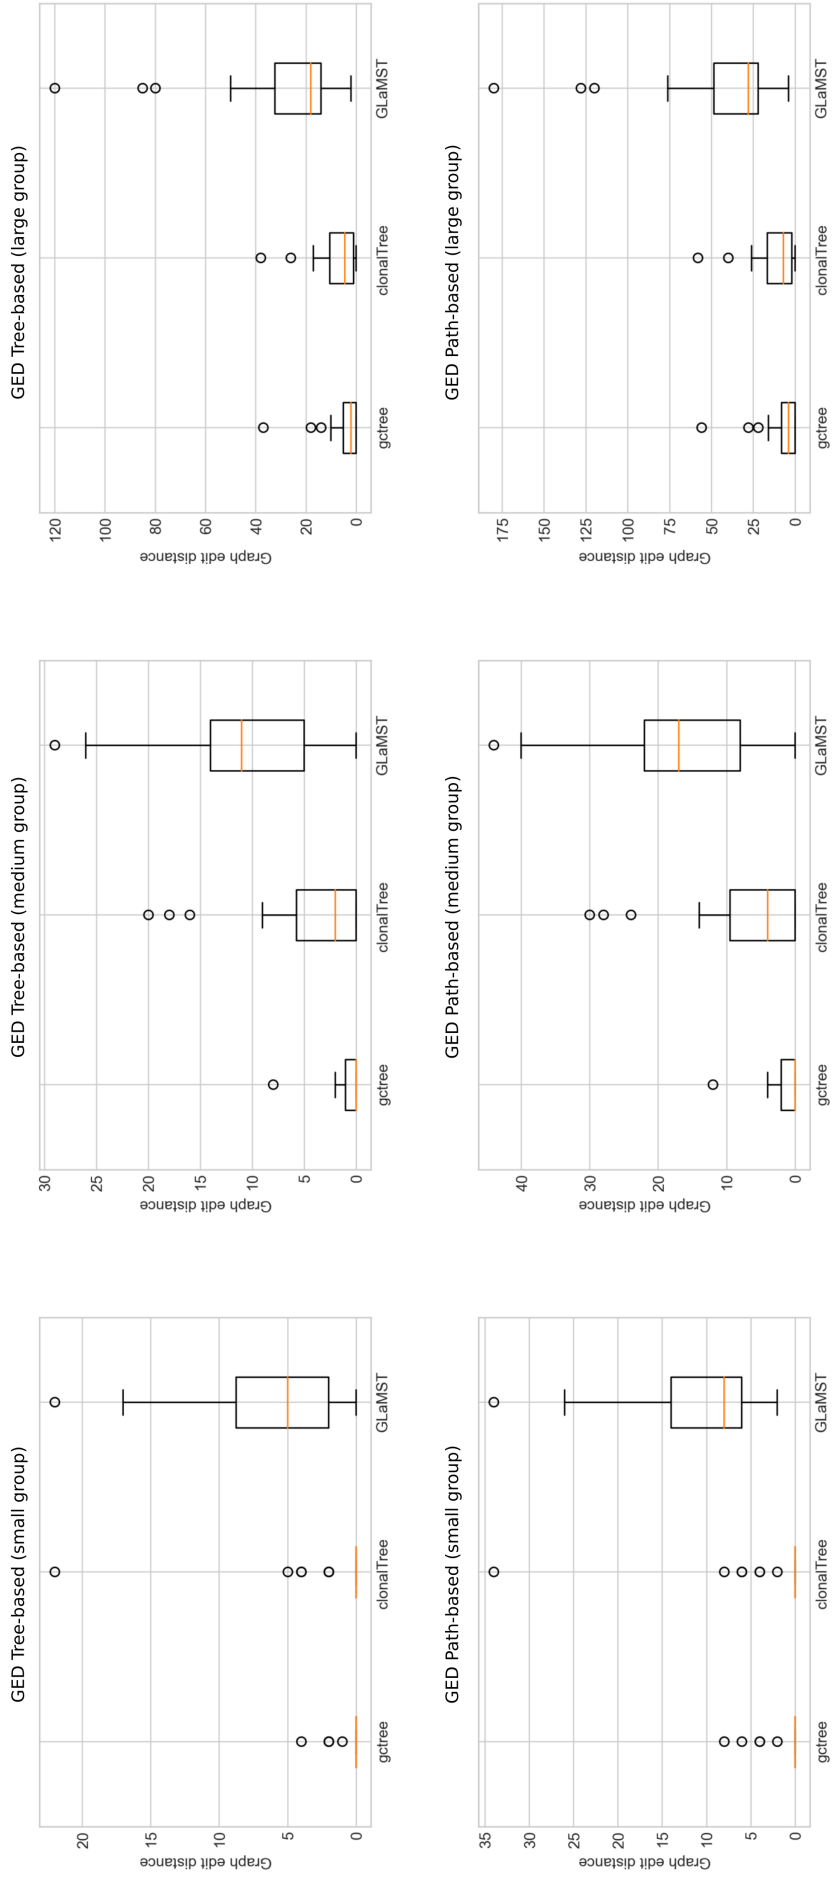 GED Tree-based (small group)
Graph edit distance
20
15
10
5
0
gctree
clonalTree
GLaMST
GED Tree-based (medium group)
Graph edit distance
30
25
20
15
10
5
0
gctree
clonalTree
GLaMST
GED Tree-based (large group)
Graph edit distance
120
100
80
60
40
20
0
gctree
clonalTree
GLaMST
GED Path-based (small group)
Graph edit distance
35
30
25
20
15
10
5
0
gctree
clonalTree
GLaMST
GED Path-based (medium group)
Graph edit distance
40
30
20
10
0
gctree
clonalTree
GLaMST
GED Path-based (large group)
Graph edit distance
175
150
125
100
75
50
25
0
gctree
clonalTree
GLaMST